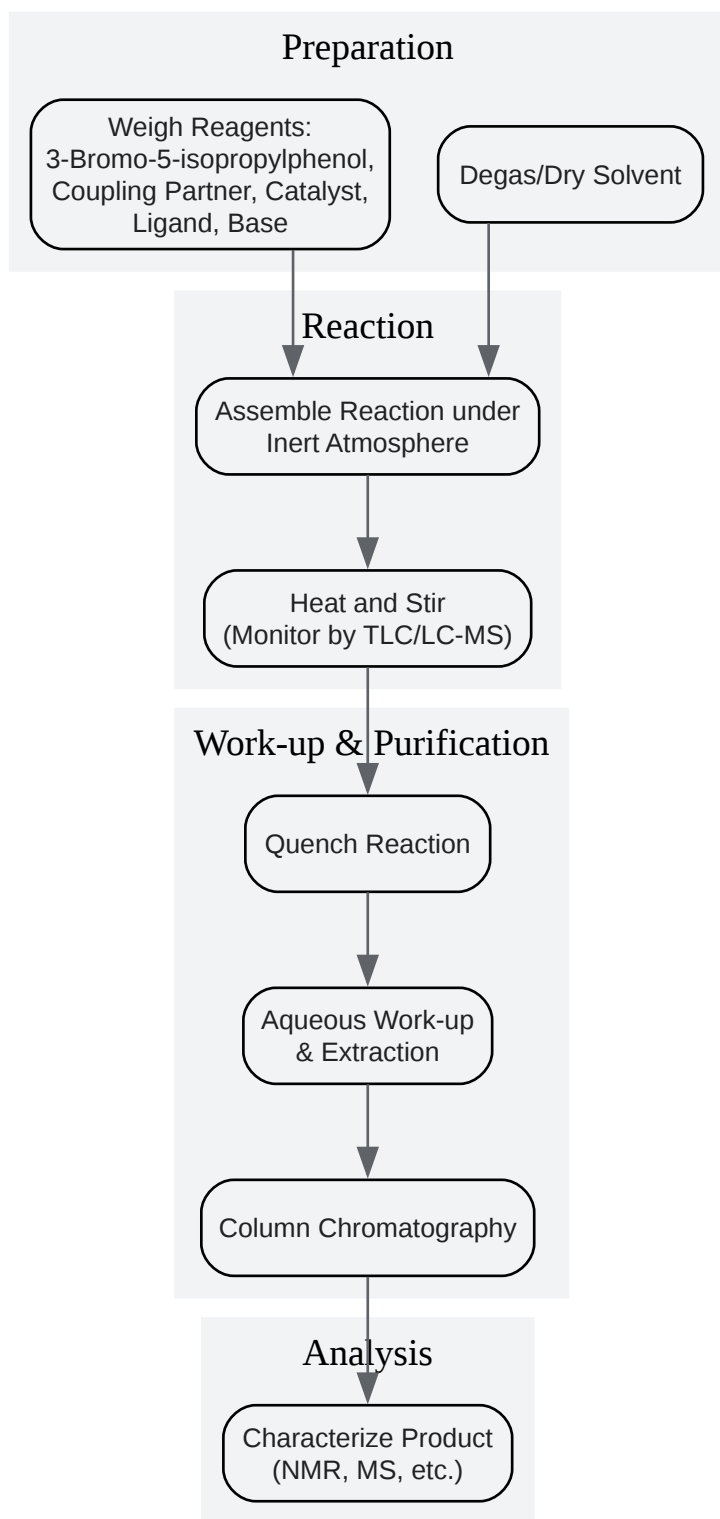 Preparation
Weigh Reagents:
3-Bromo-5-isopropylphenol,
Coupling Partner, Catalyst,
Ligand, Base
Degas/Dry Solvent
Reaction
Assemble Reaction under
Inert Atmosphere
Heat and Stir
(Monitor by TLC/LC-MS)
Work-up & Purification
Quench Reaction
Aqueous Work-up
& Extraction
Column Chromatography
Analysis
Characterize Product
(NMR, MS, etc.)